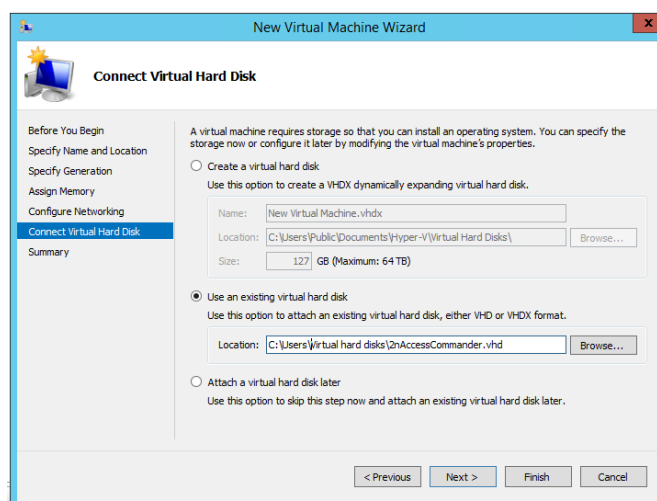 New Virtual Machine Wizard
x
Connect Virtual Hard Disk
Before You Begin
Specify Name and Location
Specify Generation
Assign Memory
Configure Networking
Connect Virtual Hard Disk
Summary
A virtual machine requires storage so that you can install an operating system. You can specify the
storage now or configure it later by modifying the virtual machine's properties.
Create a virtual hard disk
Use this option to create a VHDX dynamically expanding virtual hard disk.
Name: New Virtual Machine.vhdx
Location: C:\Users\Public\Documents\Hyper-V\Virtual Hard Disks\ Browse...
Size: 127 GB (Maximum: 64 TB)
Use an existing virtual hard disk
Use this option to attach an existing virtual hard disk, either VHD or VHDX format.
Location: C:\Users\Virtual hard disks\2nAccessCommander.vhd Browse...
Attach a virtual hard disk later
Use this option to skip this step now and attach an existing virtual hard disk later.
< Previous Next > Finish Cancel